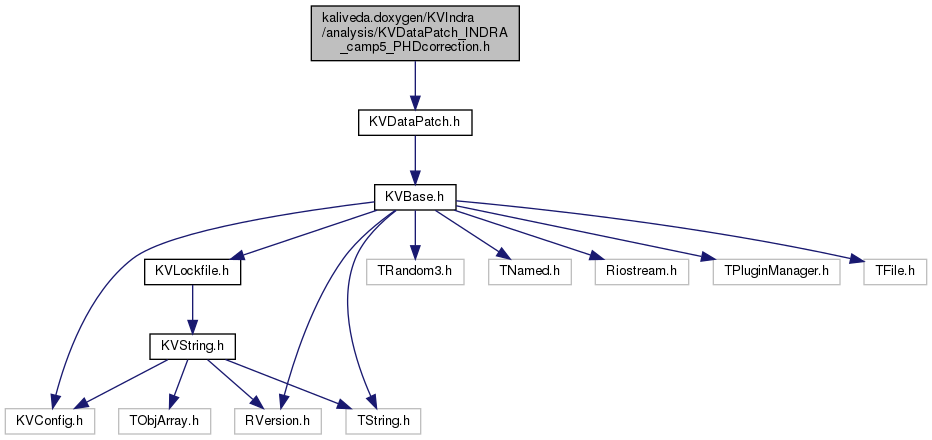 kaliveda.doxygen/KVIndra
/analysis/KVDataPatch_INDRA
_camp5_PHDcorrection.h
KVDataPatch.h
KVBase.h
KVLockfile.h
TRandom3.h
TNamed.h
Riostream.h
TPluginManager.h
TFile.h
KVString.h
KVConfig.h
TObjArray.h
RVersion.h
TString.h